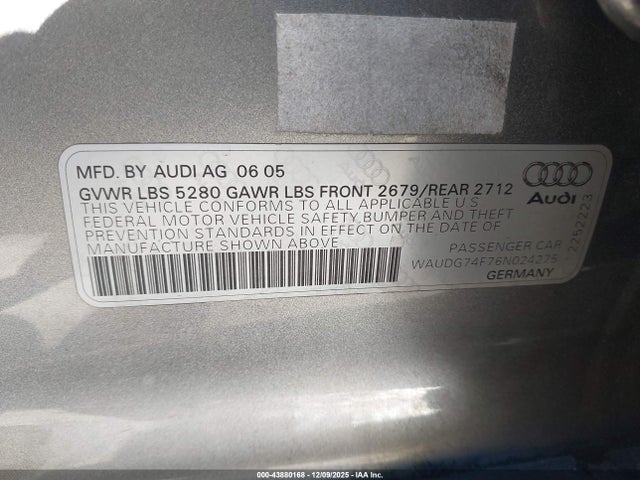 MFD. BY AUDI AG 06 05
GVWR LBS 5280 GAWR LBS FRONT 2679/REAR 2712
THIS VEHICLE CONFORMS TO ALL APPLICABLE U.S
FEDERAL MOTOR VEHICLE SAFETY, BUMPER AND THEFT
PREVENTION STANDARDS IN EFFECT ON THE DATE OF
MANUFACTURE SHOWN ABOVE.
PASSENGER CAR
WAUDG74F76N024275
GERMANY
Audi
2252223
000-43880168 - 12/09/2025 - IAA Inc.